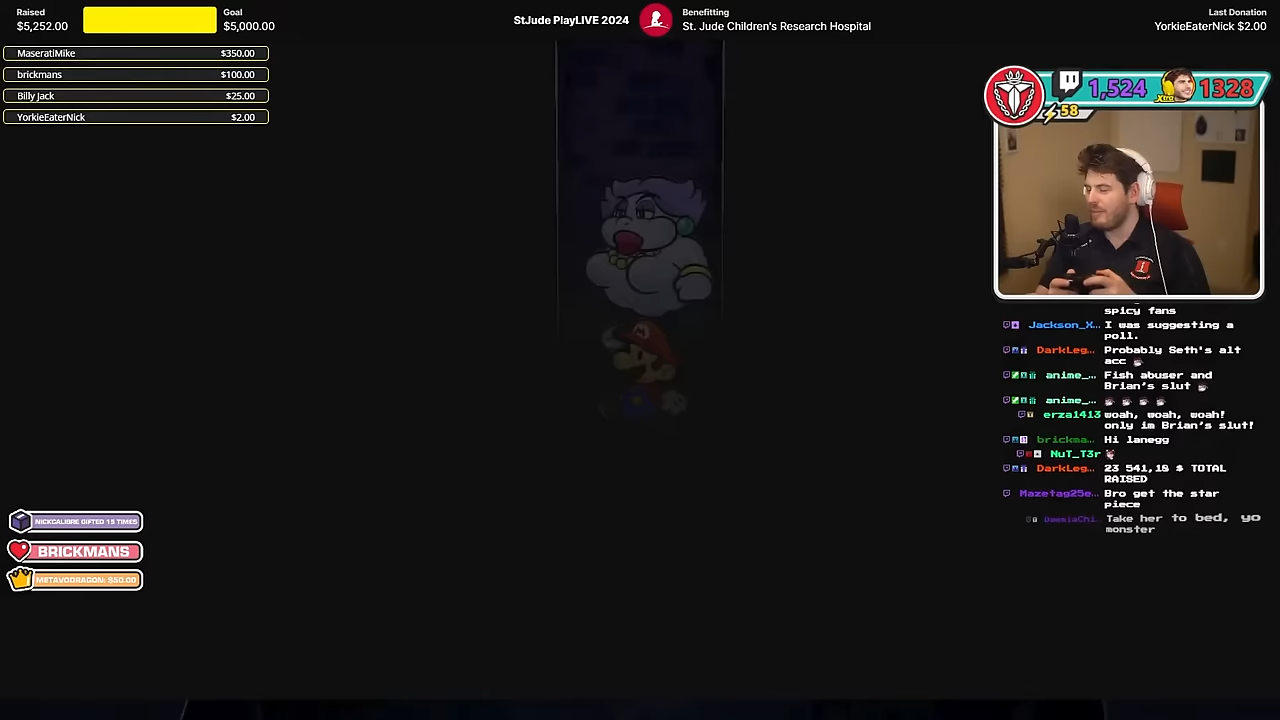 Raised
$5,252.00
Goal
$5,000.00
StJude PlayLIVE 2024
Benefitting
St. Jude Children's Research Hospital
Last Donation
YorkieEaterNick $2.00
MaseratiMike $350.00
brickmans $100.00
Billy Jack $25.00
YorkieEaterNick $2.00
1,524
Xtra
1328
58
spicy fans
Jackson_X… I was suggesting a
poll.
DarkLeg… Probably Seth's alt
acc
anime_… Fish abuser and
Brian's slut
anime_…
erza1413 woah, woah, woah!
only im Brian's slut!
brickma… Hi lanegg
NuT_T3r
DarkLeg… 23 541,18 $ TOTAL
RAISED
Mazetag25e… Bro get the star
piece
Take her to bed, yo
monster
NICKCALIBRE GIFTED 15 TIMES
BRICKMANS
METAVODRAGON: $50.00
M